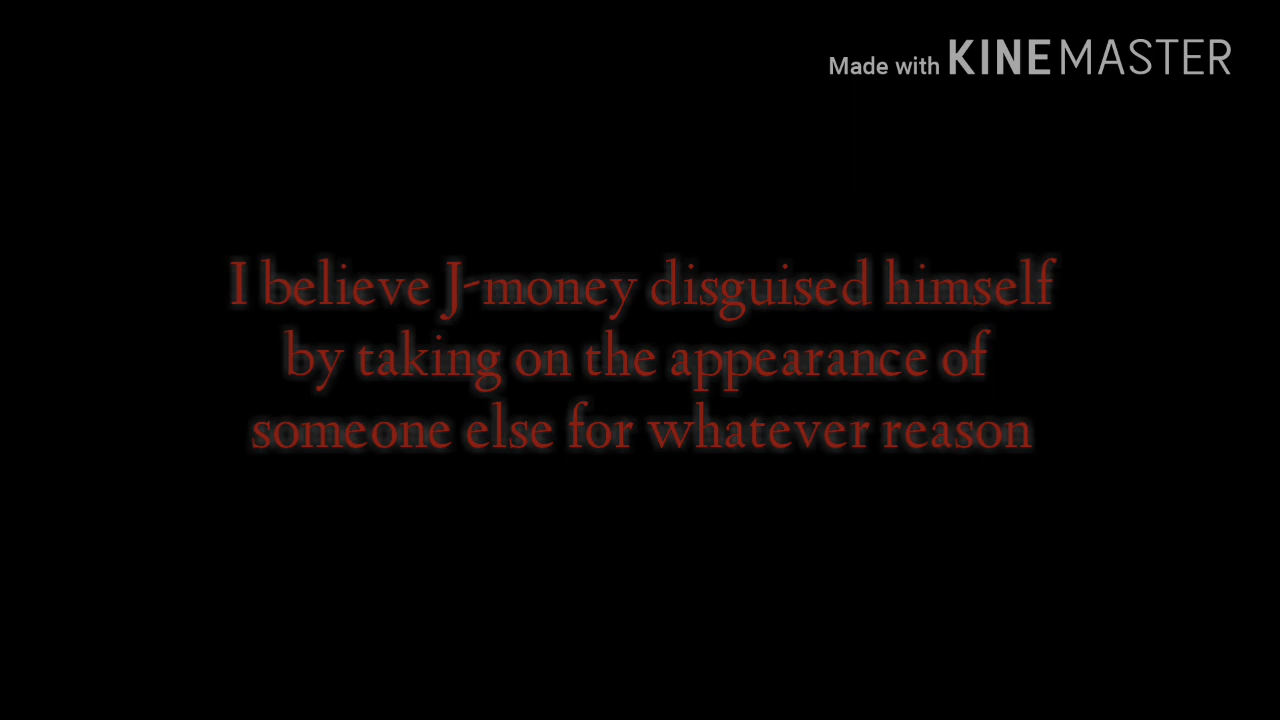 Made with KINEMASTER
I believe J-money disguised himself
by taking on the appearance of
someone else for whatever reason